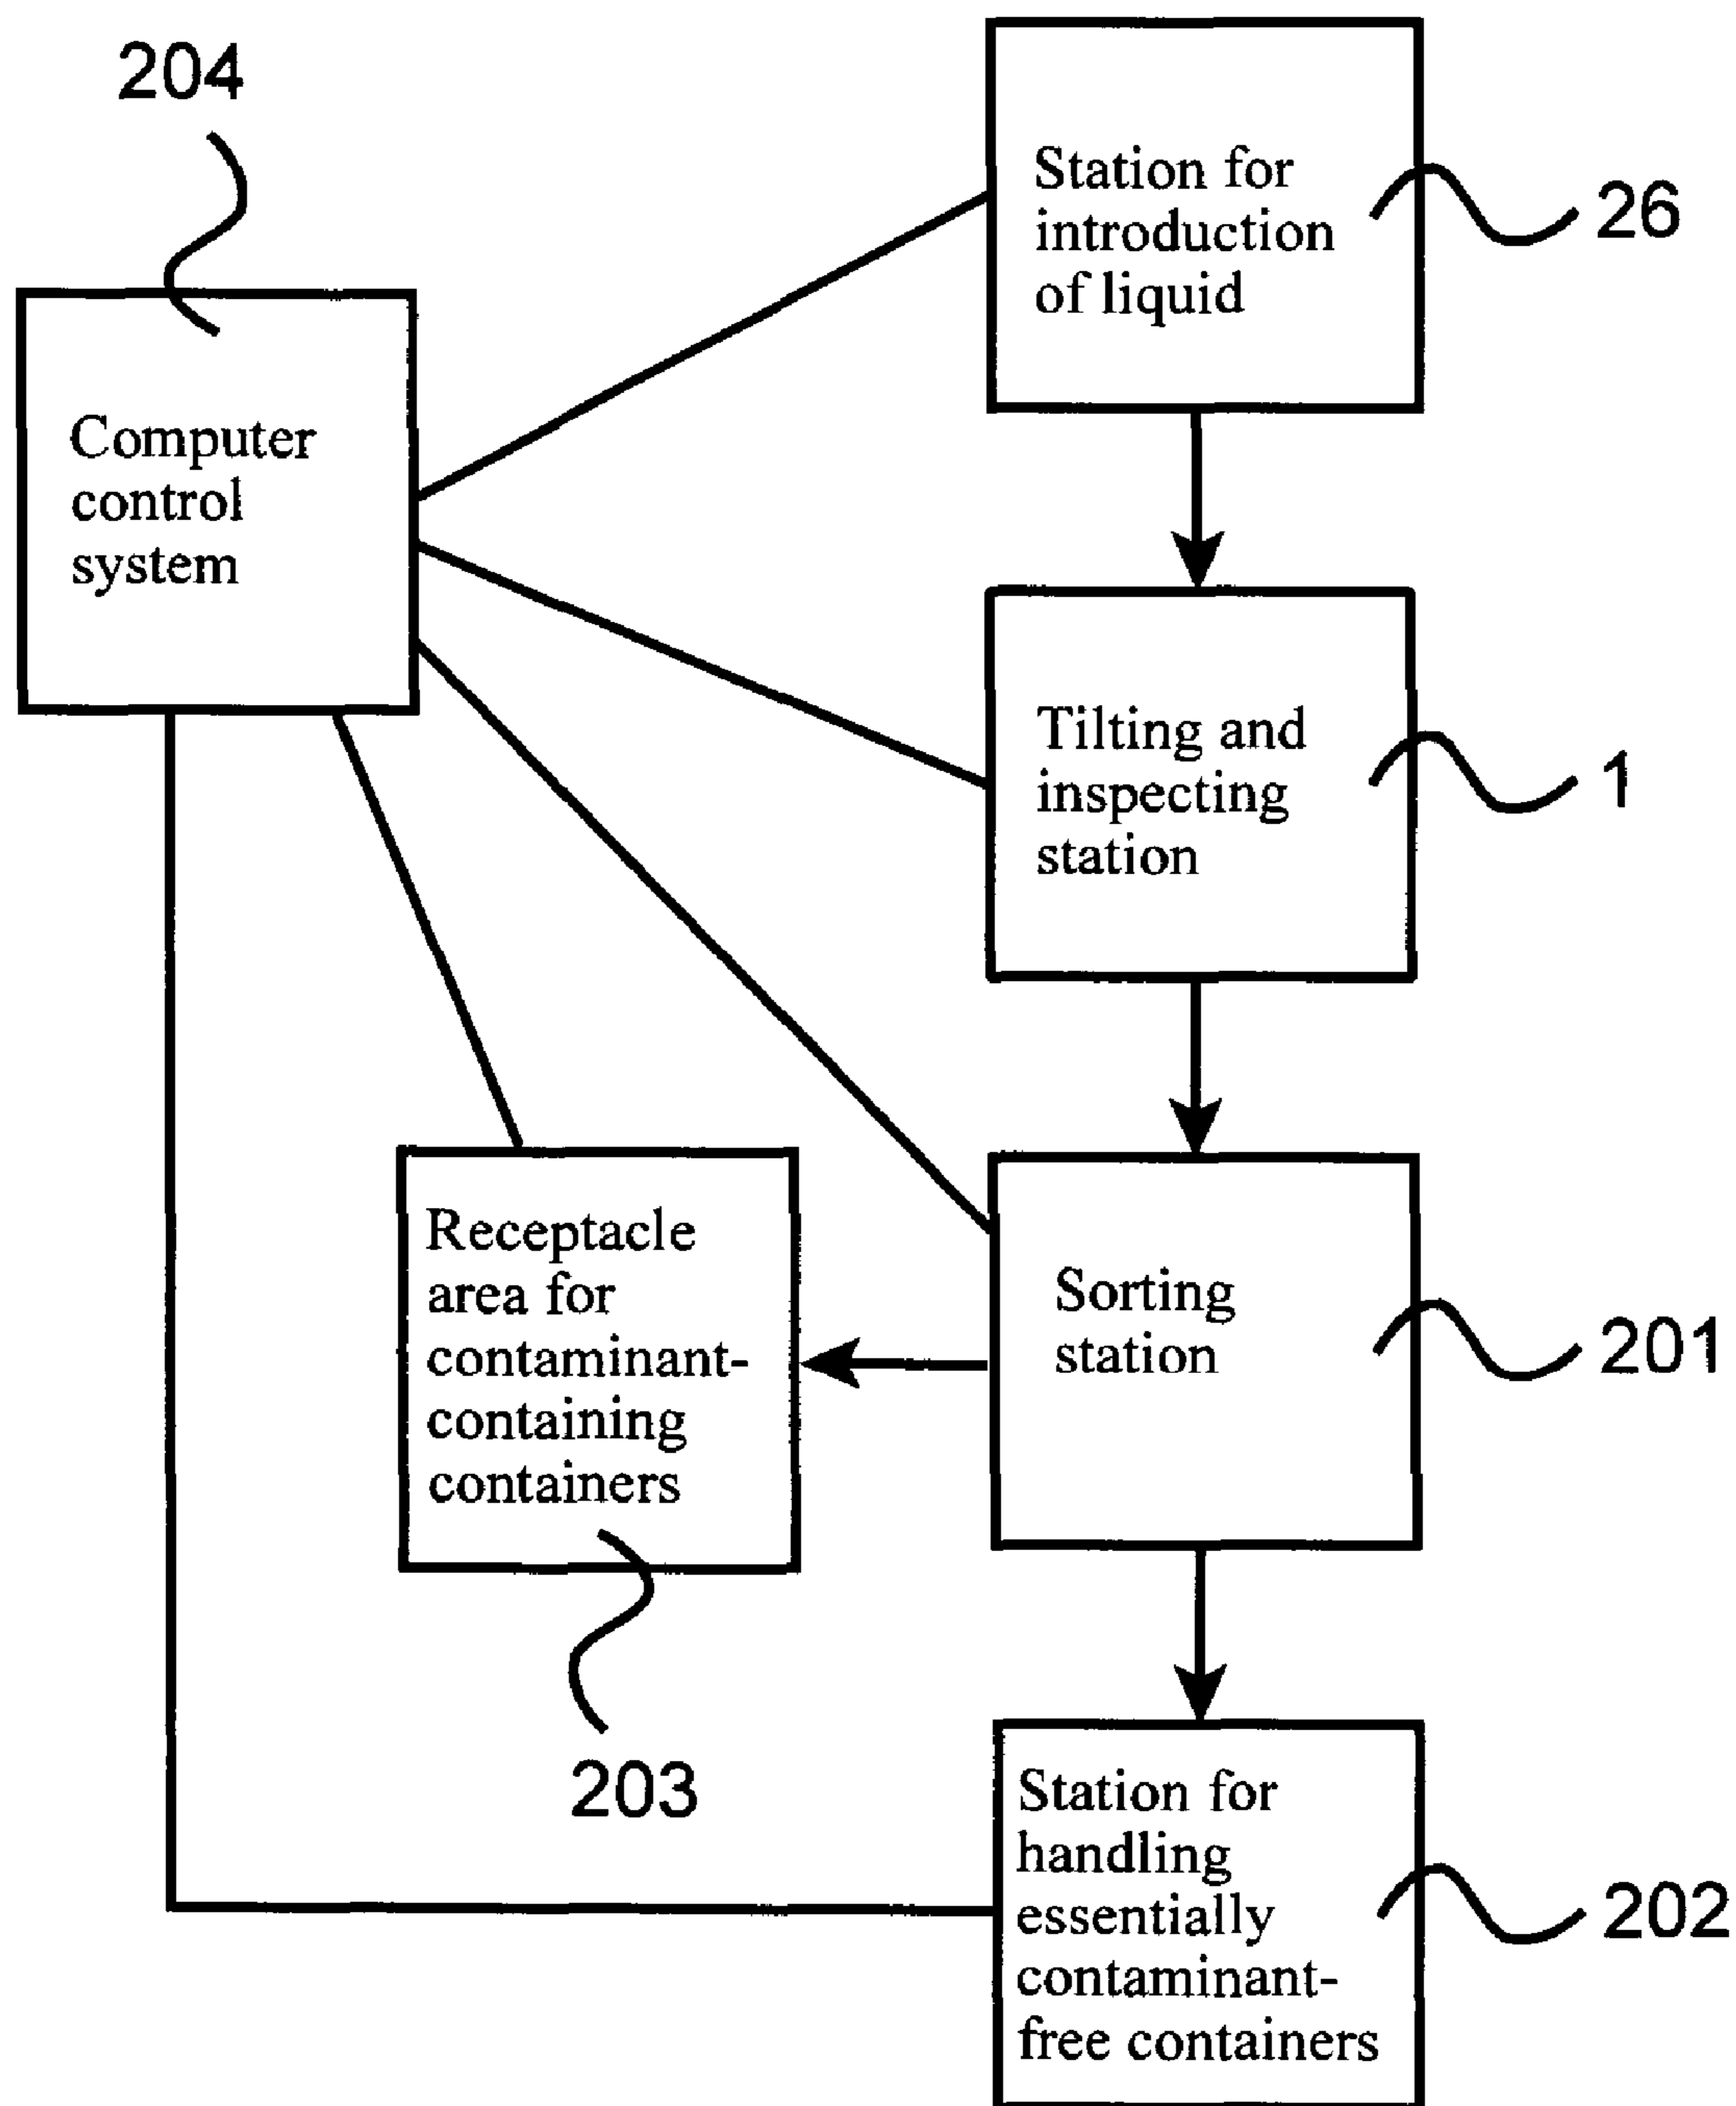 204
Station for
introduction
of liquid
26
Computer
control
system
Tilting and
inspecting
station
1
Receptacle
area for
contaminant-
containing
containers
203
Sorting
station
201
Station for
handling
essentially
contaminant-
free containers
202